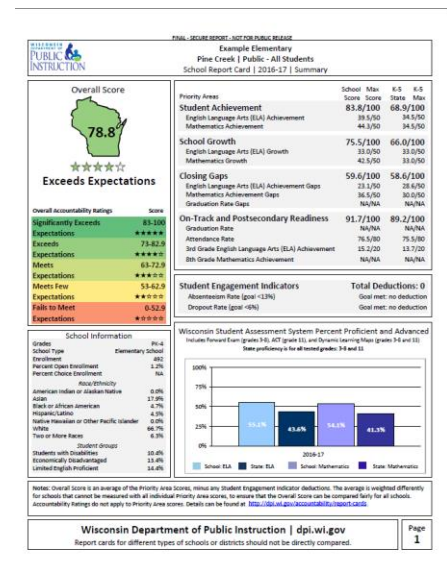 FINAL - SECURE REPORT - NOT FOR PUBLIC RELEASE
WISCONSIN DEPARTMENT OF
PUBLIC
INSTRUCTION
Example Elementary
Pine Creek | Public - All Students
School Report Card | 2016-17 | Summary
Overall Score
78.8
★★★★☆
Exceeds Expectations
Overall Accountability Ratings Score
Significantly Exceeds 83-100
Expectations ★★★★★
Exceeds 73-82.9
Expectations ★★★★☆
Meets 63-72.9
Expectations ★★★☆☆
Meets Few 53-62.9
Expectations ★★☆☆☆
Fails to Meet 0-52.9
Expectations ★☆☆☆☆
School Information
Grades PK-4
School Type Elementary School
Enrollment 492
Percent Open Enrollment 1.2%
Percent Choice Enrollment NA
Race/Ethnicity
American Indian or Alaskan Native 0.0%
Asian 17.9%
Black or African American 4.7%
Hispanic/Latino 4.5%
Native Hawaiian or Other Pacific Islander 0.0%
White 66.7%
Two or More Races 6.3%
Student Groups
Students with Disabilities 10.4%
Economically Disadvantaged 13.4%
Limited English Proficient 14.4%
Priority Areas School Score Max Score K-5 State K-5 Max
Student Achievement 83.8/100 68.9/100
English Language Arts (ELA) Achievement 39.5/50 34.5/50
Mathematics Achievement 44.3/50 34.5/50
School Growth 75.5/100 66.0/100
English Language Arts (ELA) Growth 33.0/50 33.0/50
Mathematics Growth 42.5/50 33.0/50
Closing Gaps 59.6/100 58.6/100
English Language Arts (ELA) Achievement Gaps 23.1/50 28.6/50
Mathematics Achievement Gaps 36.5/50 30.0/50
Graduation Rate Gaps NA/NA NA/NA
On-Track and Postsecondary Readiness 91.7/100 89.2/100
Graduation Rate NA/NA NA/NA
Attendance Rate 76.5/80 75.5/80
3rd Grade English Language Arts (ELA) Achievement 15.2/20 13.7/20
8th Grade Mathematics Achievement NA/NA NA/NA
Student Engagement Indicators Total Deductions: 0
Absenteeism Rate (goal <13%) Goal met: no deduction
Dropout Rate (goal <6%) Goal met: no deduction
Wisconsin Student Assessment System Percent Proficient and Advanced
Includes Forward Exam (grades 3-8), ACT (grade 11), and Dynamic Learning Maps (grades 3-8 and 11)
State proficiency is for all tested grades: 3-8 and 11
100%
75%
50%
25%
0%
43.6%
54.1%
41.3%
2016-17
School: ELA State: ELA School: Mathematics State: Mathematics
Notes: Overall Score is an average of the Priority Area Scores, minus any Student Engagement Indicator deductions. The average is weighted differently
for schools that cannot be measured with all individual Priority Area scores, to ensure that the Overall Score can be compared fairly for all schools.
Accountability Ratings do not apply to Priority Area scores. Details can be found at http://dpi.wi.gov/accountability/report-cards
Wisconsin Department of Public Instruction | dpi.wi.gov
Report cards for different types of schools or districts should not be directly compared.
Page
1